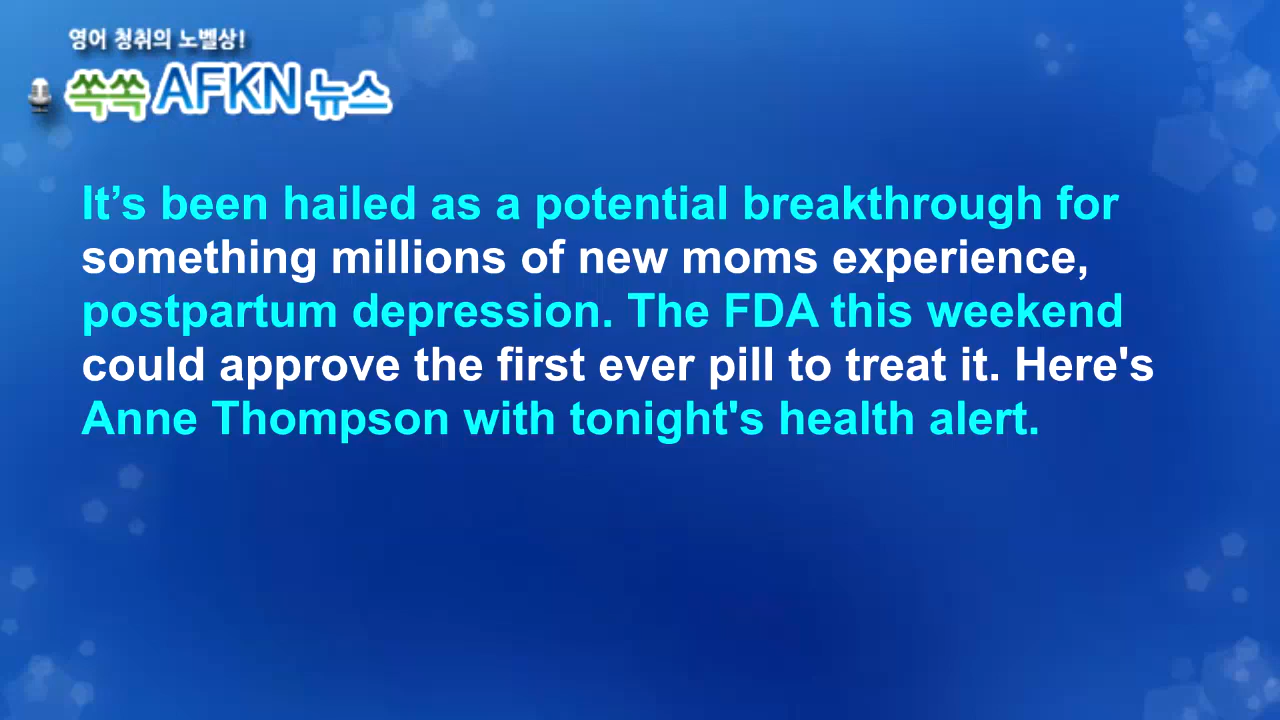 영어 청취의 노벨상!
쏙쏙 AFKN 뉴스
It’s been hailed as a potential breakthrough for
something millions of new moms experience,
postpartum depression. The FDA this weekend
could approve the first ever pill to treat it. Here's
Anne Thompson with tonight's health alert.